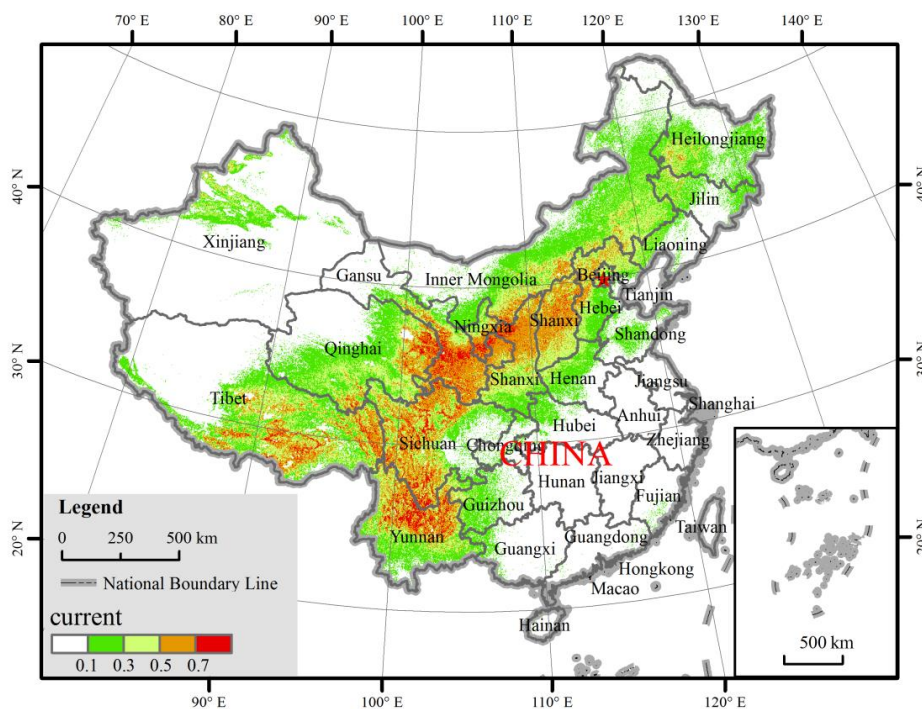 70° E
80° E
90° E
100° E
110° E
120° E
130° E
140° E
40° N
30° N
20° N
40° N
30° N
20° N
90° E
100° E
110° E
120° E
Heilongjiang
Jilin
Liaoning
Xinjiang
Gansu
Inner Mongolia
Beijing
Tianjin
Hebei
Ningxia
Shanxi
Shandong
Qinghai
Shanxi
Henan
Jiangsu
Tibet
Shanghai
Anhui
Hubei
Sichuan
Chongqing
Zhejiang
CHINA
Hunan
Jiangxi
Guizhou
Fujian
Taiwan
Yunnan
Guangxi
Guangdong
Hongkong
Macao
Hainan
Legend
0 250 500 km
National Boundary Line
current
0.1 0.3 0.5 0.7
500 km